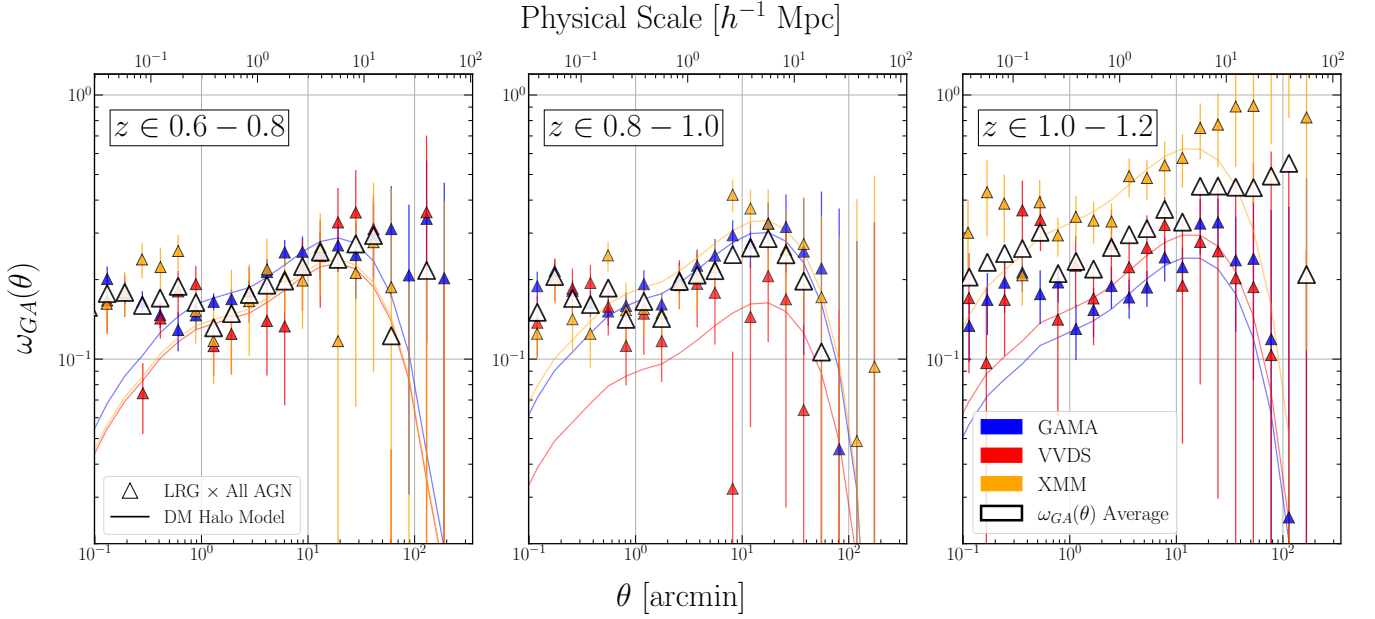 Physical Scale [h⁻¹ Mpc]
10⁻¹ 10⁰ 10¹ 10²
10⁻¹ 10⁰ 10¹ 10²
10⁻¹ 10⁰ 10¹ 10²
10⁰
10⁻¹
ω_GA(θ)
z ∈ 0.6 − 0.8
△ LRG × All AGN
DM Halo Model
10⁻¹ 10⁰ 10¹ 10²
10⁰
10⁻¹
z ∈ 0.8 − 1.0
10⁻¹ 10⁰ 10¹ 10²
10⁰
10⁻¹
z ∈ 1.0 − 1.2
GAMA
VVDS
XMM
ω_GA(θ) Average
10⁻¹ 10⁰ 10¹ 10²
θ [arcmin]